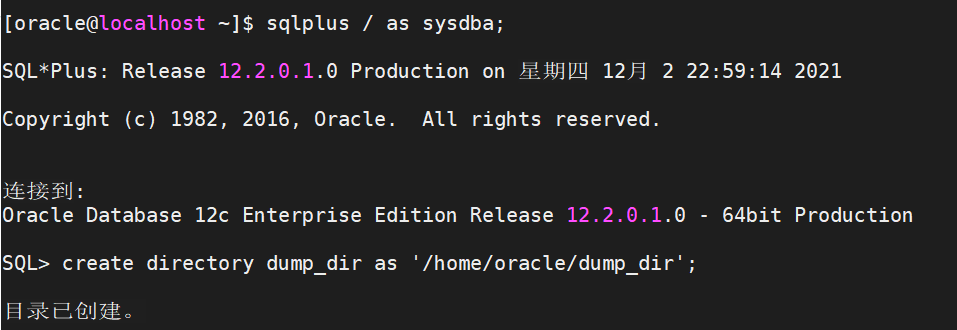 [oracle@localhost ~]$ sqlplus / as sysdba;
SQL*Plus: Release 12.2.0.1.0 Production on 星期四 12月 2 22:59:14 2021
Copyright (c) 1982, 2016, Oracle.  All rights reserved.
连接到:
Oracle Database 12c Enterprise Edition Release 12.2.0.1.0 - 64bit Production
SQL> create directory dump_dir as '/home/oracle/dump_dir';
目录已创建。